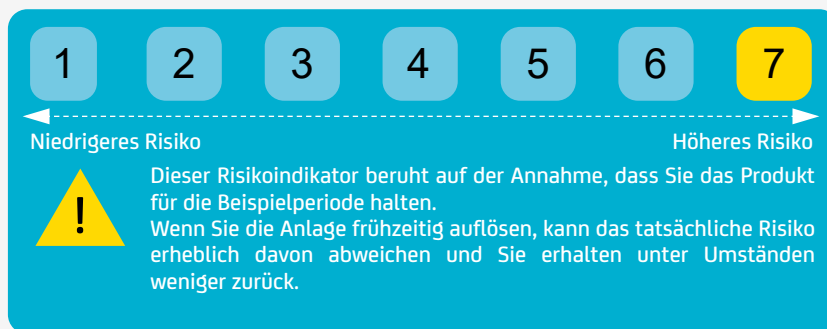 1 2 3 4 5 6 7
Niedrigeres Risiko Höheres Risiko
Dieser Risikoindikator beruht auf der Annahme, dass Sie das Produkt
für die Beispielperiode halten.
Wenn Sie die Anlage frühzeitig auflösen, kann das tatsächliche Risiko
erheblich davon abweichen und Sie erhalten unter Umständen
weniger zurück.
!